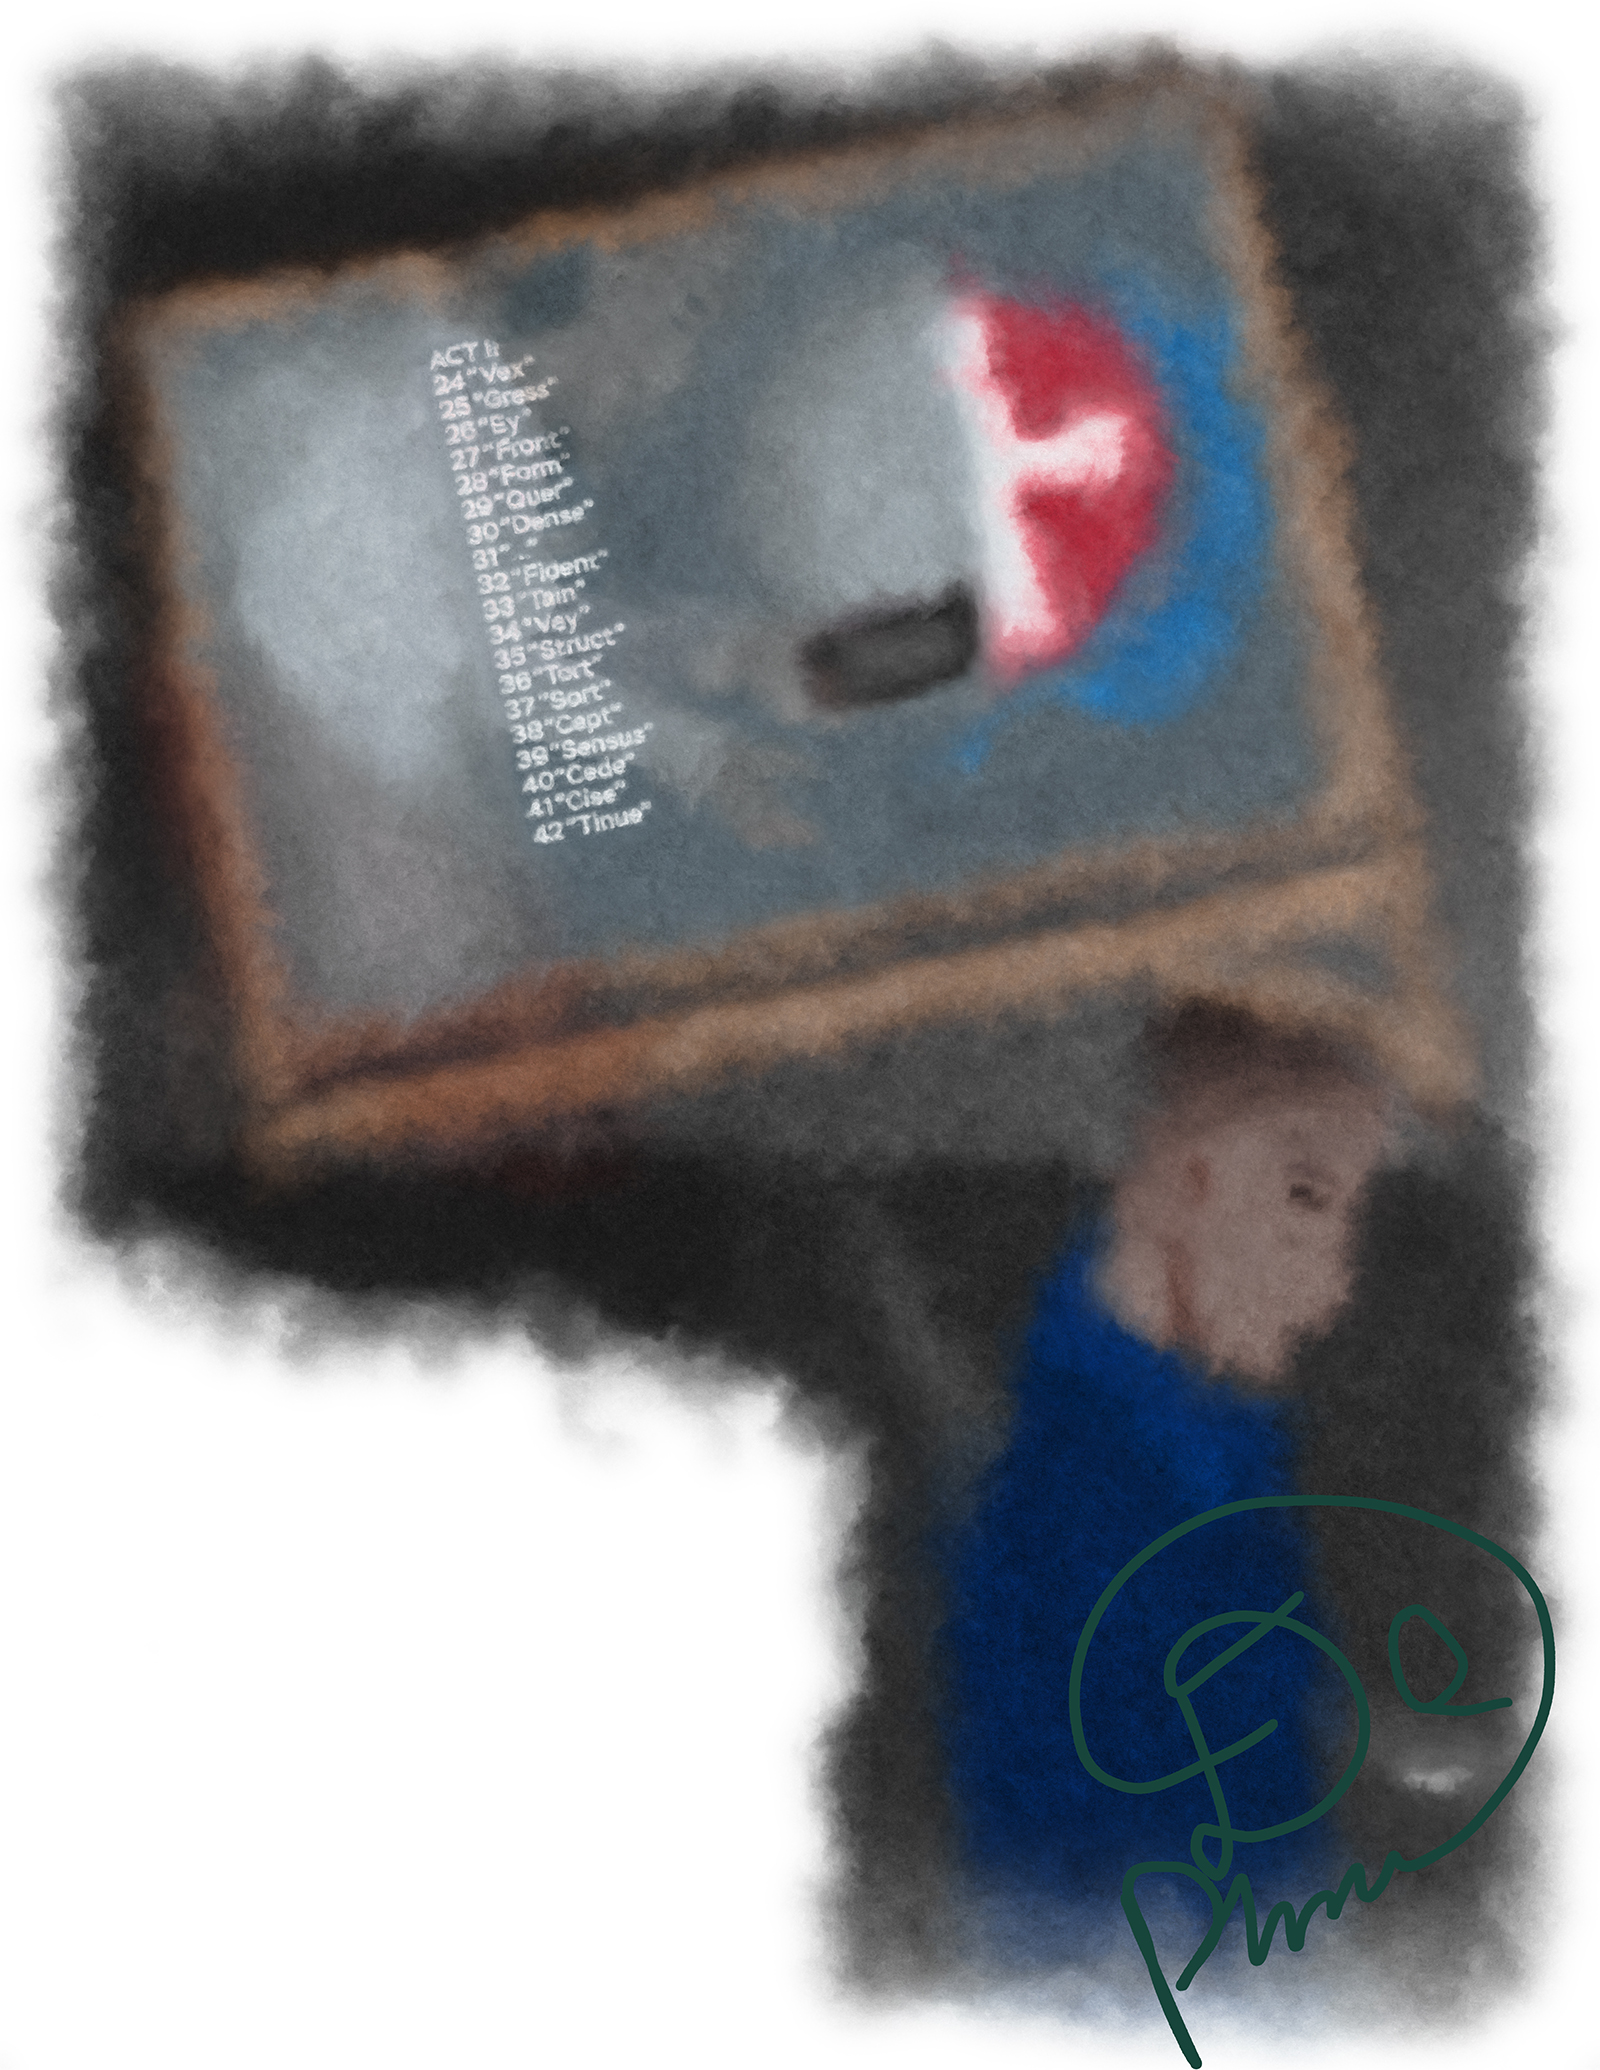 ACT II:
24 "Vex"
25 "Gress"
26 "Ey"
27 "Front"
28 "Form"
29 "Quer"
30 "Dense"
31 "..."
32 "Fident"
33 "Tain"
34 "Vey"
35 "Struct"
36 "Tort"
37 "Sort"
38 "Cept"
39 "Sensus"
40 "Cede"
41 "Cise"
42 "Tinue"